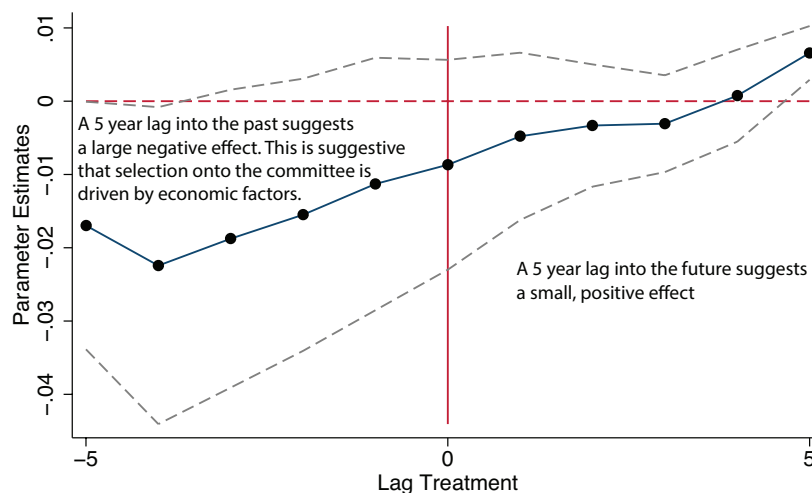 .01
0
-.01
-.02
-.03
-.04
Parameter Estimates
A 5 year lag into the past suggests
a large negative effect. This is suggestive
that selection onto the committee is
driven by economic factors.
A 5 year lag into the future suggests
a small, positive effect
-5
0
5
Lag Treatment